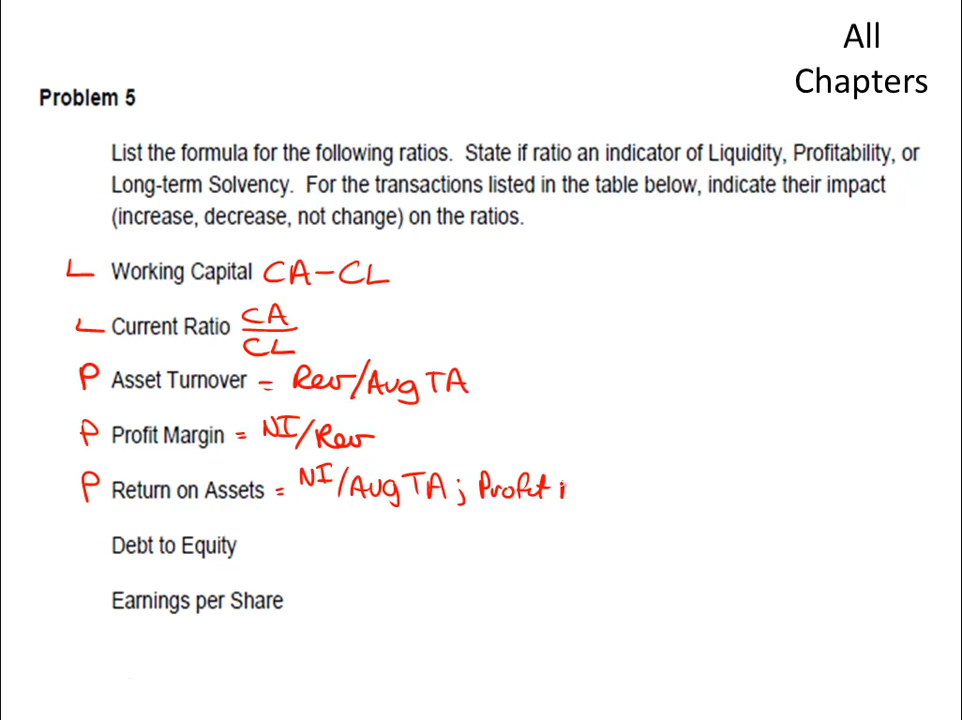 All
Chapters
Problem 5
List the formula for the following ratios. State if ratio an indicator of Liquidity, Profitability, or
Long-term Solvency. For the transactions listed in the table below, indicate their impact
(increase, decrease, not change) on the ratios.
L Working Capital CA-CL
L Current Ratio CA
CL
P Asset Turnover = Rev/Avg TA
P Profit Margin = NI/Rev
P Return on Assets = NI/Avg TA; Profit
Debt to Equity
Earnings per Share